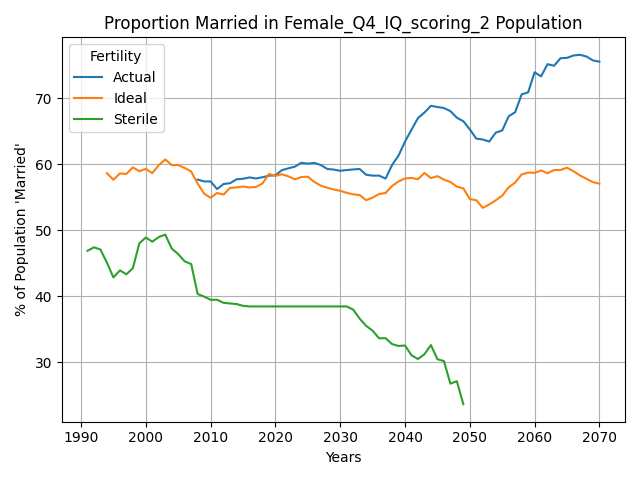 Proportion Married in Female_Q4_IQ_scoring_2 Population
% of Population 'Married'
Fertility
Actual
Ideal
Sterile
70
60
50
40
30
1990 2000 2010 2020 2030 2040 2050 2060 2070
Years